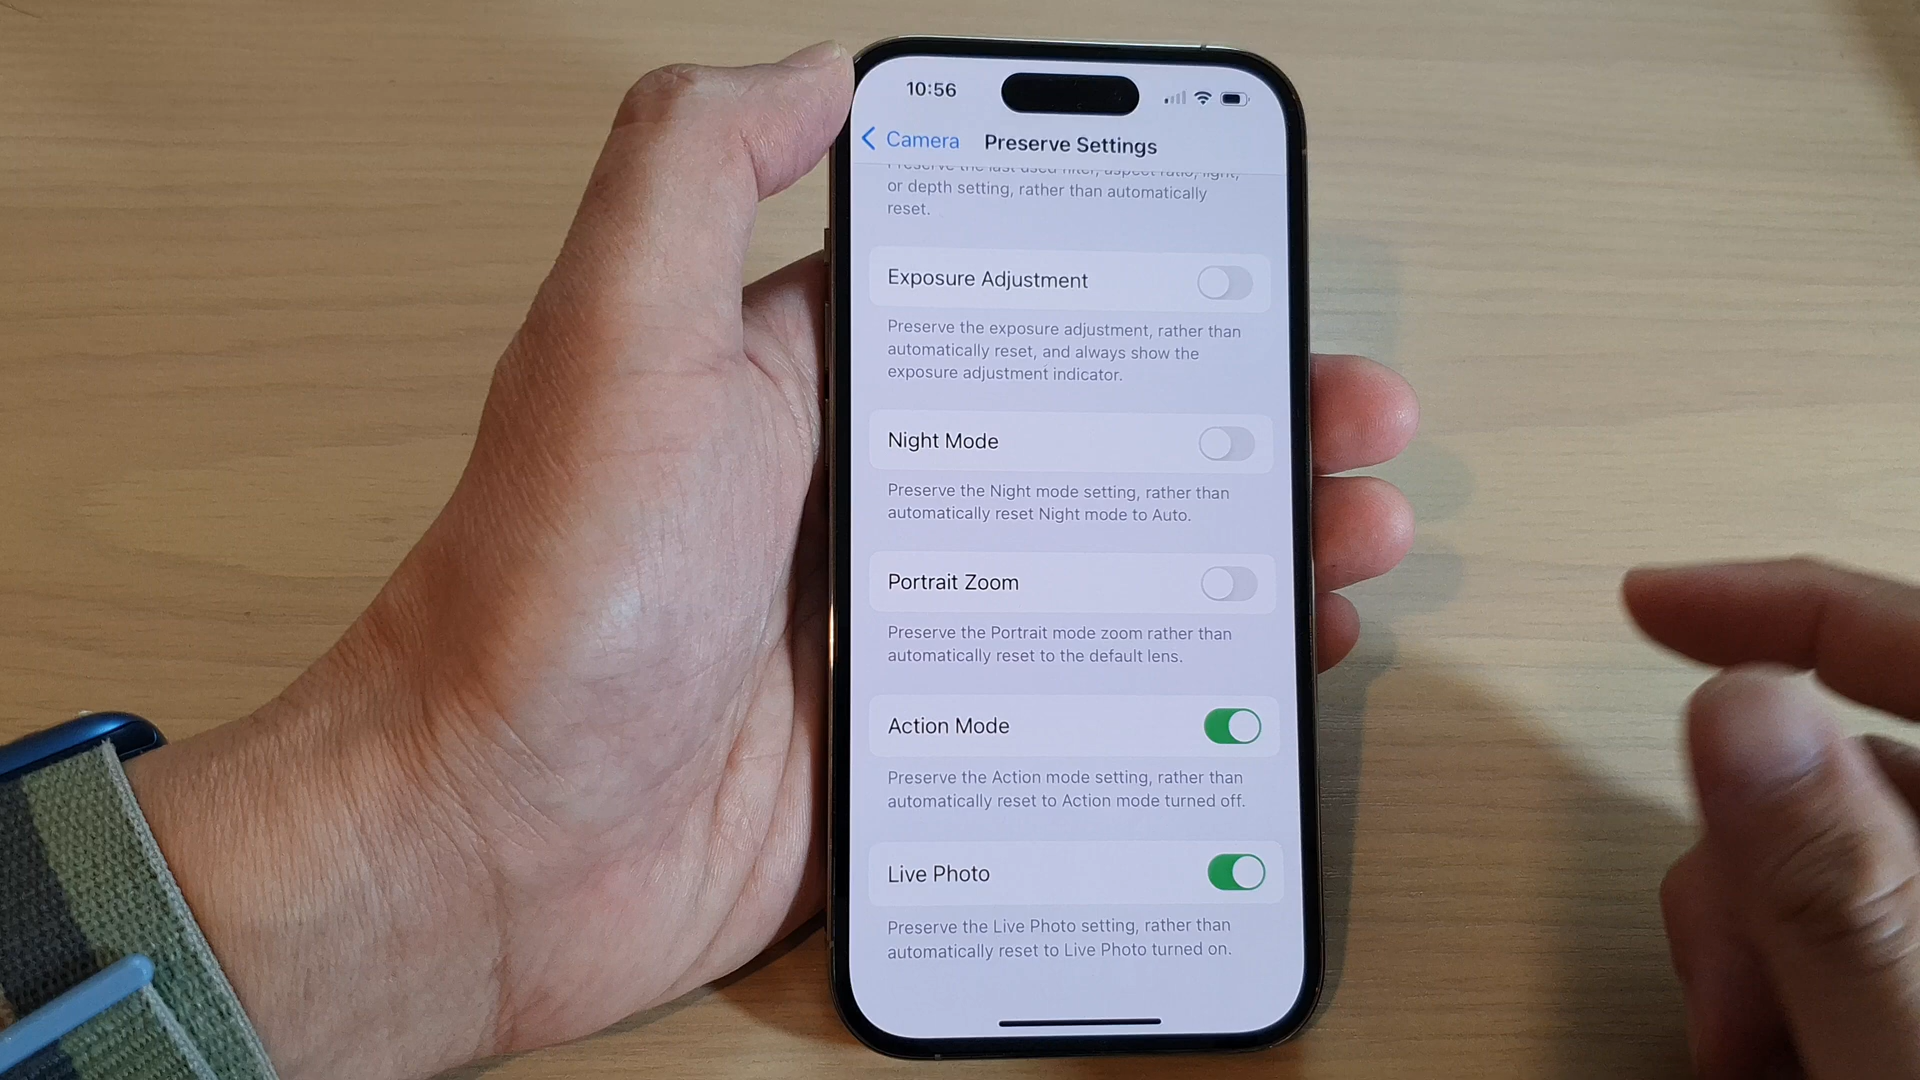 10:56
Camera
Preserve Settings
Preserve the last used filter, aspect ratio, light,
or depth setting, rather than automatically
reset.
Exposure Adjustment
Preserve the exposure adjustment, rather than
automatically reset, and always show the
exposure adjustment indicator.
Night Mode
Preserve the Night mode setting, rather than
automatically reset Night mode to Auto.
Portrait Zoom
Preserve the Portrait mode zoom rather than
automatically reset to the default lens.
Action Mode
Preserve the Action mode setting, rather than
automatically reset to Action mode turned off.
Live Photo
Preserve the Live Photo setting, rather than
automatically reset to Live Photo turned on.